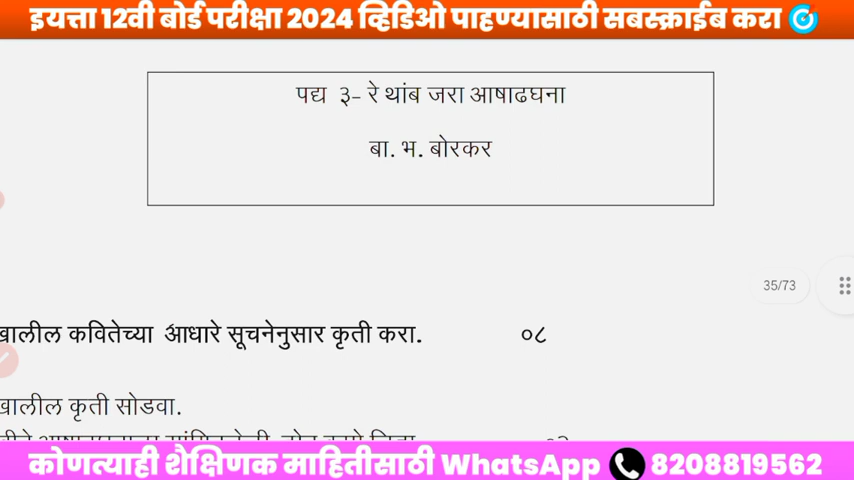 इयत्ता 12वी बोर्ड परीक्षा 2024 व्हिडिओ पाहण्यासाठी सबस्क्राईब करा
पद्य ३- रे थांब जरा आषाढघना
बा. भ. बोरकर
35/73
खालील कवितेच्या आधारे सूचनेनुसार कृती करा. ०८
खालील कृती सोडवा.
कोणत्याही शैक्षिणक माहितीसाठी WhatsApp 8208819562